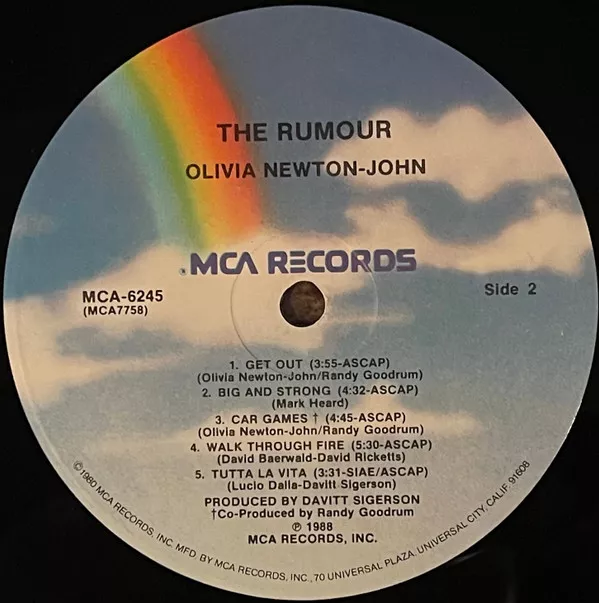 THE RUMOUR
OLIVIA NEWTON-JOHN
MCA RECORDS
MCA-6245
(MCA7758)
Side 2
1. GET OUT (3:55-ASCAP)
(Olivia Newton-John/Randy Goodrum)
2. BIG AND STRONG (4:32-ASCAP)
(Mark Heard)
3. CAR GAMES † (4:45-ASCAP)
(Olivia Newton-John/Randy Goodrum)
4. WALK THROUGH FIRE (5:30-ASCAP)
(David Baerwald-David Ricketts)
5. TUTTA LA VITA (3:31-SIAE/ASCAP)
(Lucio Dalla-Davitt Sigerson)
PRODUCED BY DAVITT SIGERSON
†Co-Produced by Randy Goodrum
℗ 1988
MCA RECORDS, INC.
©1980 MCA RECORDS, INC. MFD. BY MCA RECORDS, INC., 70 UNIVERSAL PLAZA, UNIVERSAL CITY, CALIF. 91608